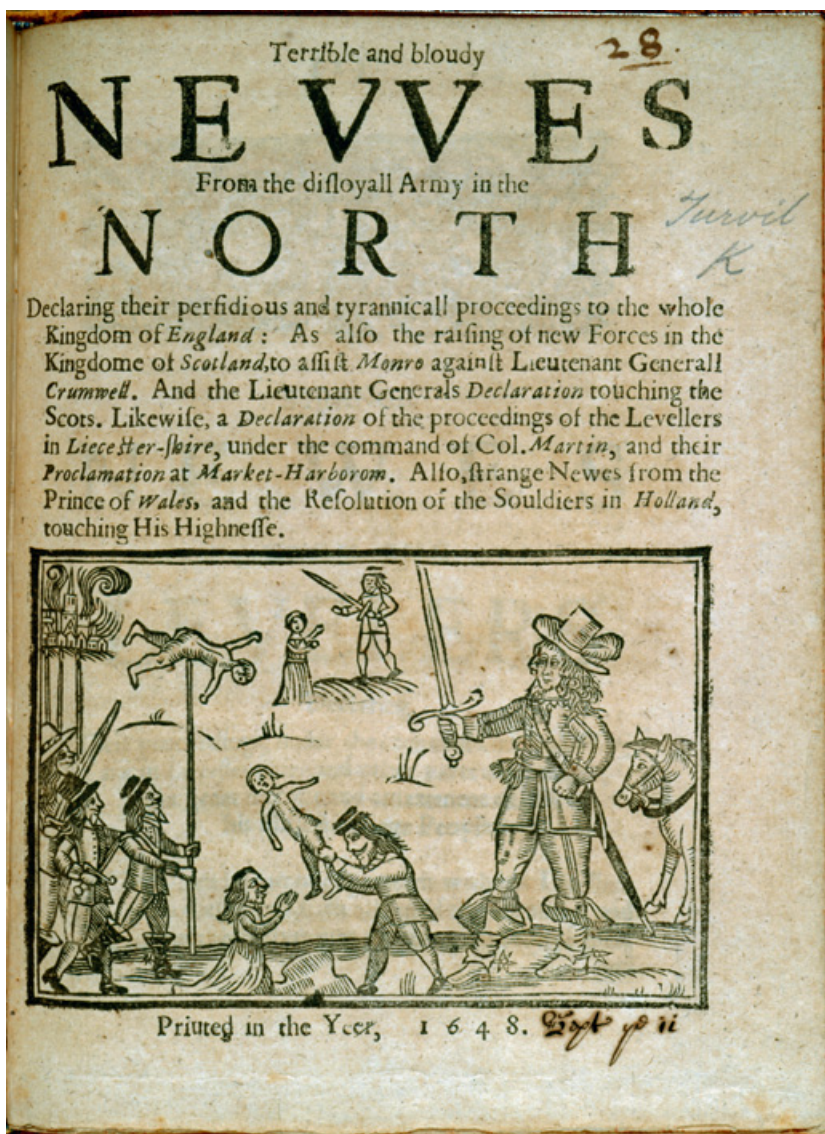 28.
Terrible and bloudy
NEVVES
From the disloyall Army in the
NORTH
Declaring their perfidious and tyrannicall proceedings to the whole
Kingdom of England: As also the raising of new Forces in the
Kingdome of Scotland, to assist Monro against Lieutenant Generall
Crumwell. And the Lieutenant Generals Declaration touching the
Scots. Likewise, a Declaration of the proceedings of the Levellers
in Liecester-shire, under the command of Col. Martin, and their
Proclamation at Market-Harborom. Also, strange Newes from the
Prince of Wales, and the Resolution of the Souldiers in Holland,
touching His Highnesse.
Printed in the Yeer, 1648.